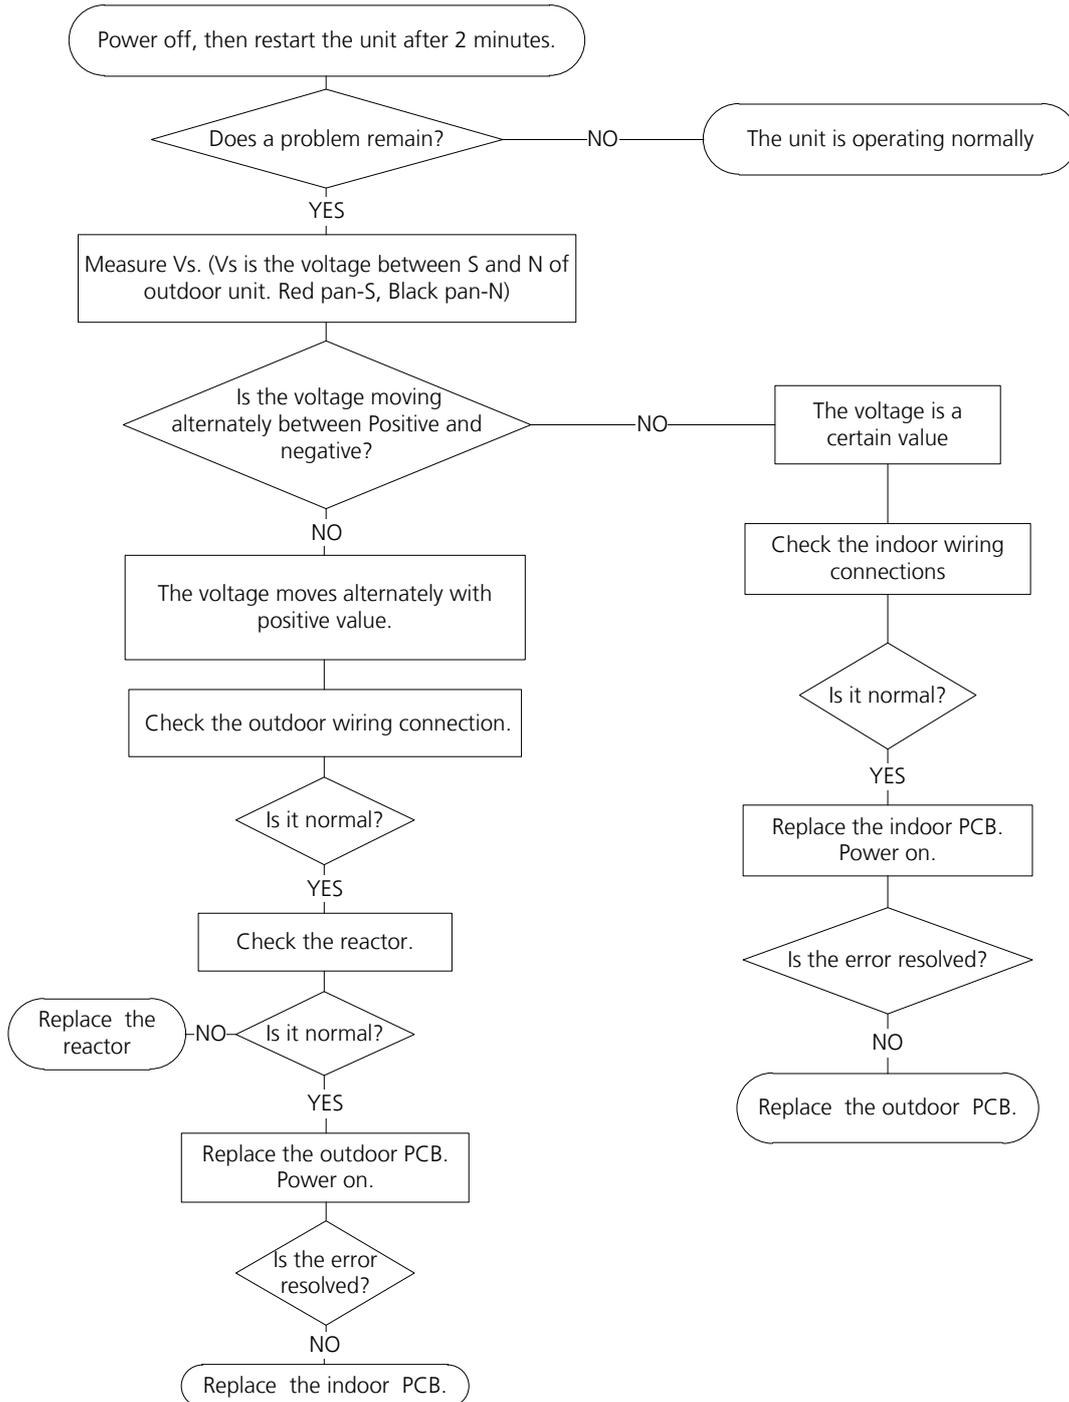 Power off, then restart the unit after 2 minutes.
Does a problem remain?
NO
The unit is operating normally
YES
Measure Vs. (Vs is the voltage between S and N of
outdoor unit. Red pan-S, Black pan-N)
Is the voltage moving
alternately between Positive and
negative?
NO
The voltage is a
certain value
NO
The voltage moves alternately with
positive value.
Check the outdoor wiring connection.
Is it normal?
YES
Check the reactor.
Is it normal?
NO
Replace the
reactor
YES
Replace the outdoor PCB.
Power on.
Is the error
resolved?
NO
Replace the indoor PCB.
Check the indoor wiring
connections
Is it normal?
YES
Replace the indoor PCB.
Power on.
Is the error resolved?
NO
Replace the outdoor PCB.